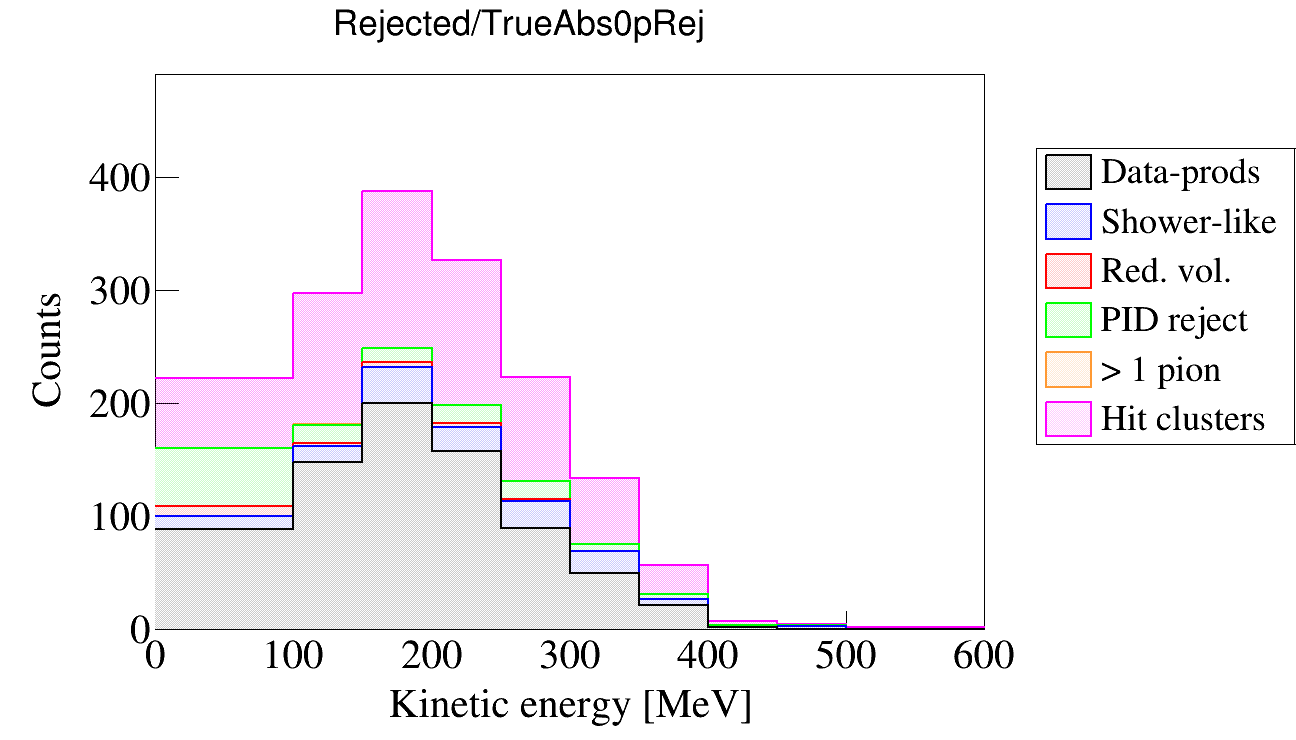 Rejected/TrueAbs0pRej
Counts
400
300
200
100
0
0 100 200 300 400 500 600
Kinetic energy [MeV]
Data-prods
Shower-like
Red. vol.
PID reject
> 1 pion
Hit clusters